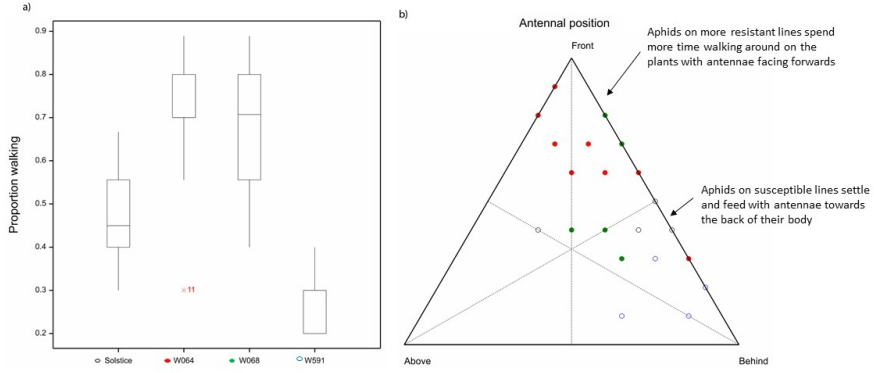 a)
Proportion walking
0.9
0.8
0.7
0.6
0.5
0.4
0.3
0.2
×11
Solstice
W064
W068
W591
b)
Antennal position
Front
Above
Behind
Aphids on more resistant lines spend
more time walking around on the
plants with antennae facing forwards
Aphids on susceptible lines settle
and feed with antennae towards
the back of their body